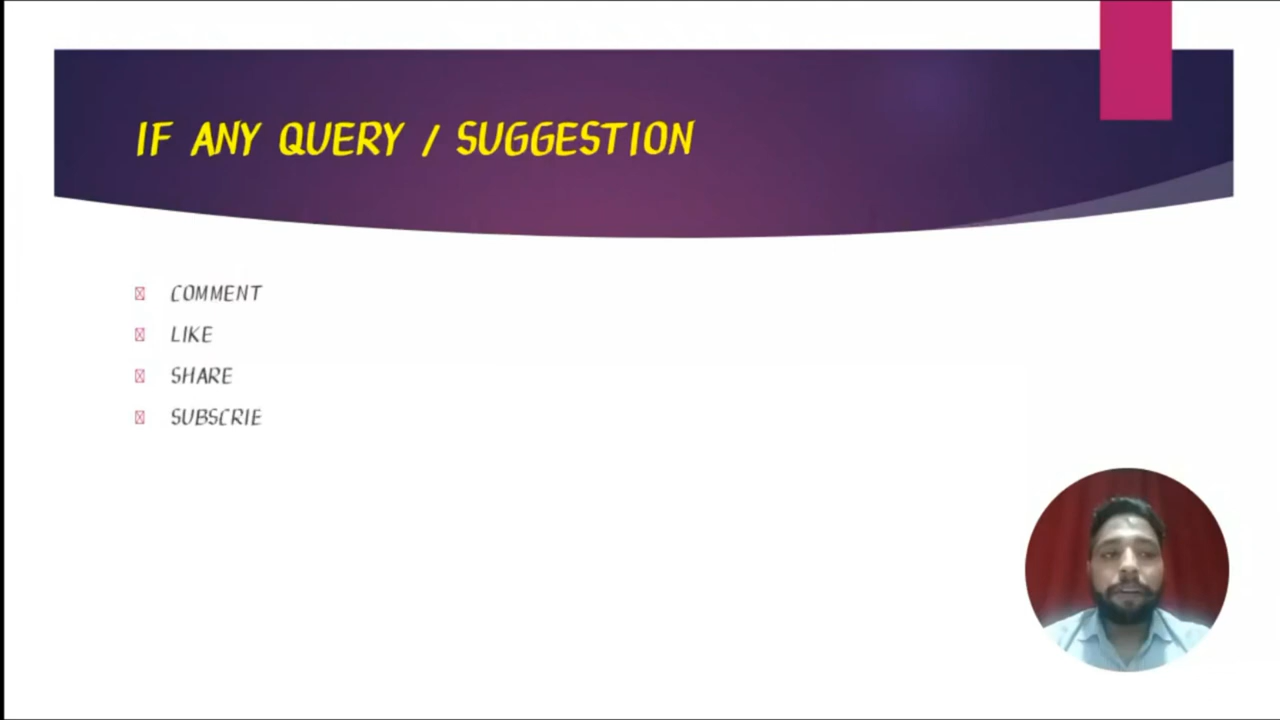 IF ANY QUERY / SUGGESTION
COMMENT
LIKE
SHARE
SUBSCRIE